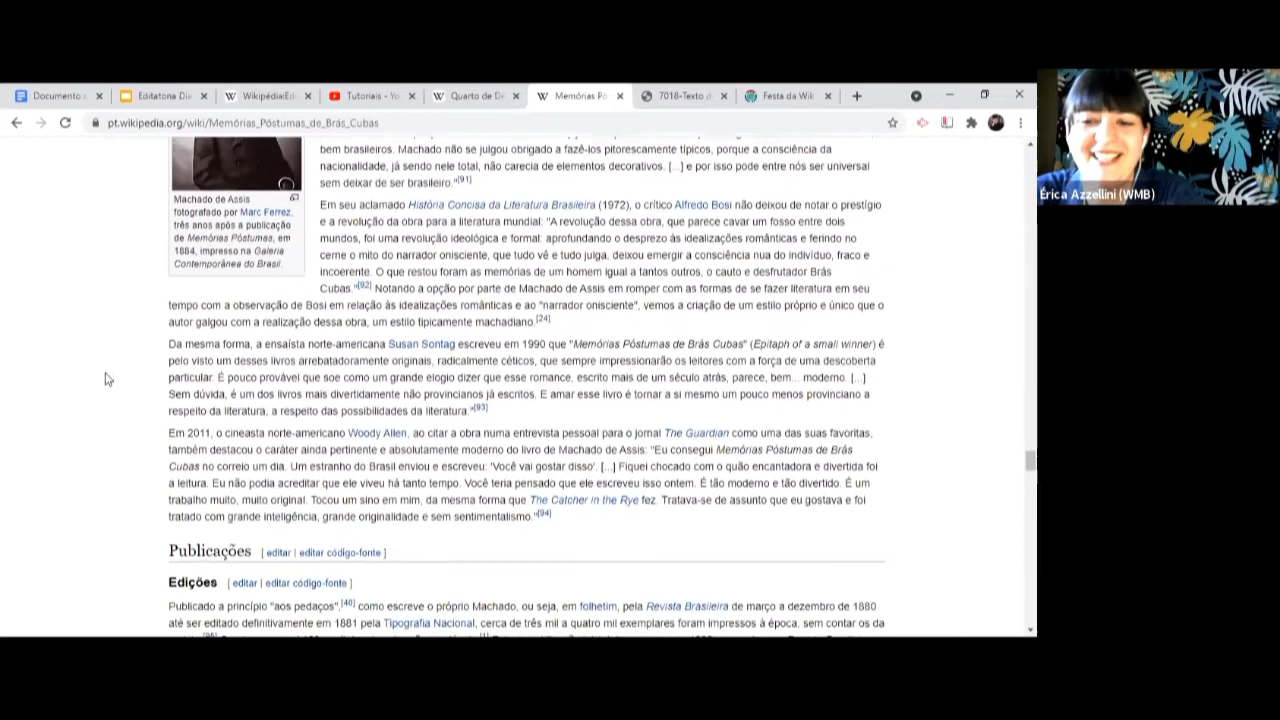 Documento
Editatona Die
Wikipédia:Edi
Tutoriais - Yo
Quarto de De
Memórias Pó
7018-Texto d
Festa da Wik
pt.wikipedia.org/wiki/Memórias_Póstumas_de_Brás_Cubas
Érica Azzellini (WMB)
bem brasileiros. Machado não se julgou obrigado a fazê-los pitorescamente típicos, porque a consciência da
nacionalidade, já sendo nele total, não carecia de elementos decorativos. [...] e por isso pode entre nós ser universal
sem deixar de ser brasileiro."[91]
Machado de Assis
fotografado por Marc Ferrez,
três anos após a publicação
de Memórias Póstumas, em
1884, impresso na Galeria
Contemporânea do Brasil.
Em seu aclamado História Concisa da Literatura Brasileira (1972), o crítico Alfredo Bosi não deixou de notar o prestígio
e a revolução da obra para a literatura mundial: "A revolução dessa obra, que parece cavar um fosso entre dois
mundos, foi uma revolução ideológica e formal: aprofundando o desprezo às idealizações românticas e ferindo no
cerne o mito do narrador onisciente, que tudo vê e tudo julga, deixou emergir a consciência nua do indivíduo, fraco e
incoerente. O que restou foram as memórias de um homem igual a tantos outros, o cauto e desfrutador Brás
Cubas."[92] Notando a opção por parte de Machado de Assis em romper com as formas de se fazer literatura em seu
tempo com a observação de Bosi em relação às idealizações românticas e ao "narrador onisciente", vemos a criação de um estilo próprio e único que o
autor galgou com a realização dessa obra, um estilo tipicamente machadiano.[24]
Da mesma forma, a ensaísta norte-americana Susan Sontag escreveu em 1990 que "Memórias Póstumas de Brás Cubas" (Epitaph of a small winner) é
pelo visto um desses livros arrebatadoramente originais, radicalmente céticos, que sempre impressionarão os leitores com a força de uma descoberta
particular. É pouco provável que soe como um grande elogio dizer que esse romance, escrito mais de um século atrás, parece, bem... moderno. [...]
Sem dúvida, é um dos livros mais divertidamente não provincianos já escritos. E amar esse livro é tornar a si mesmo um pouco menos provinciano a
respeito da literatura, a respeito das possibilidades da literatura."[93]
Em 2011, o cineasta norte-americano Woody Allen, ao citar a obra numa entrevista pessoal para o jornal The Guardian como uma das suas favoritas,
também destacou o caráter ainda pertinente e absolutamente moderno do livro de Machado de Assis: "Eu consegui Memórias Póstumas de Brás
Cubas no correio um dia. Um estranho do Brasil enviou e escreveu: 'Você vai gostar disso'. [...] Fiquei chocado com o quão encantadora e divertida foi
a leitura. Eu não podia acreditar que ele viveu há tanto tempo. Você teria pensado que ele escreveu isso ontem. É tão moderno e tão divertido. É um
trabalho muito, muito original. Tocou um sino em mim, da mesma forma que The Catcher in the Rye fez. Tratava-se de assunto que eu gostava e foi
tratado com grande inteligência, grande originalidade e sem sentimentalismo."[94]
Publicações [ editar | editar código-fonte ]
Edições [ editar | editar código-fonte ]
Publicado a princípio "aos pedaços",[40] como escreve o próprio Machado, ou seja, em folhetim, pela Revista Brasileira de março a dezembro de 1880
até ser editado definitivamente em 1881 pela Tipografia Nacional, cerca de três mil a quatro mil exemplares foram impressos à época, sem contar os da